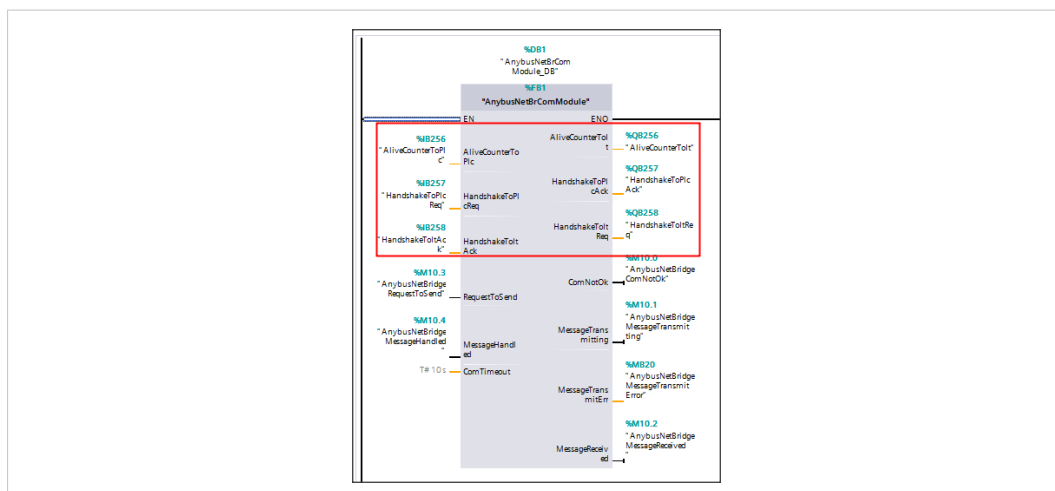 %DB1
"AnybusNetBrCom
Module_DB"
%FB1
"AnybusNetBrComModule"
EN
ENO
%IB256
"AliveCounterToPl
c"
AliveCounterTo
Plc
AliveCounterToI
t
%QB256
"AliveCounterToIt"
%IB257
"HandshakeToPlc
Req"
HandshakeToPl
cReq
HandshakeToPl
cAck
%QB257
"HandshakeToPlc
Ack"
%IB258
"HandshakeToItAc
k"
HandshakeToIt
Ack
HandshakeToIt
Req
%QB258
"HandshakeToItRe
q"
%M10.3
"AnybusNetBridge
RequestToSend"
RequestToSend
ComNotOk
%M10.0
"AnybusNetBridge
ComNotOk"
%M10.4
"AnybusNetBridge
MessageHandled
"
MessageHandl
ed
MessageTrans
mitting
%M10.1
"AnybusNetBridge
MessageTransmit
ting"
T#10s
ComTimeout
MessageTrans
mitErr
%MB20
"AnybusNetBridge
MessageTransmit
Error"
MessageReceiv
ed
%M10.2
"AnybusNetBridge
MessageReceived
"